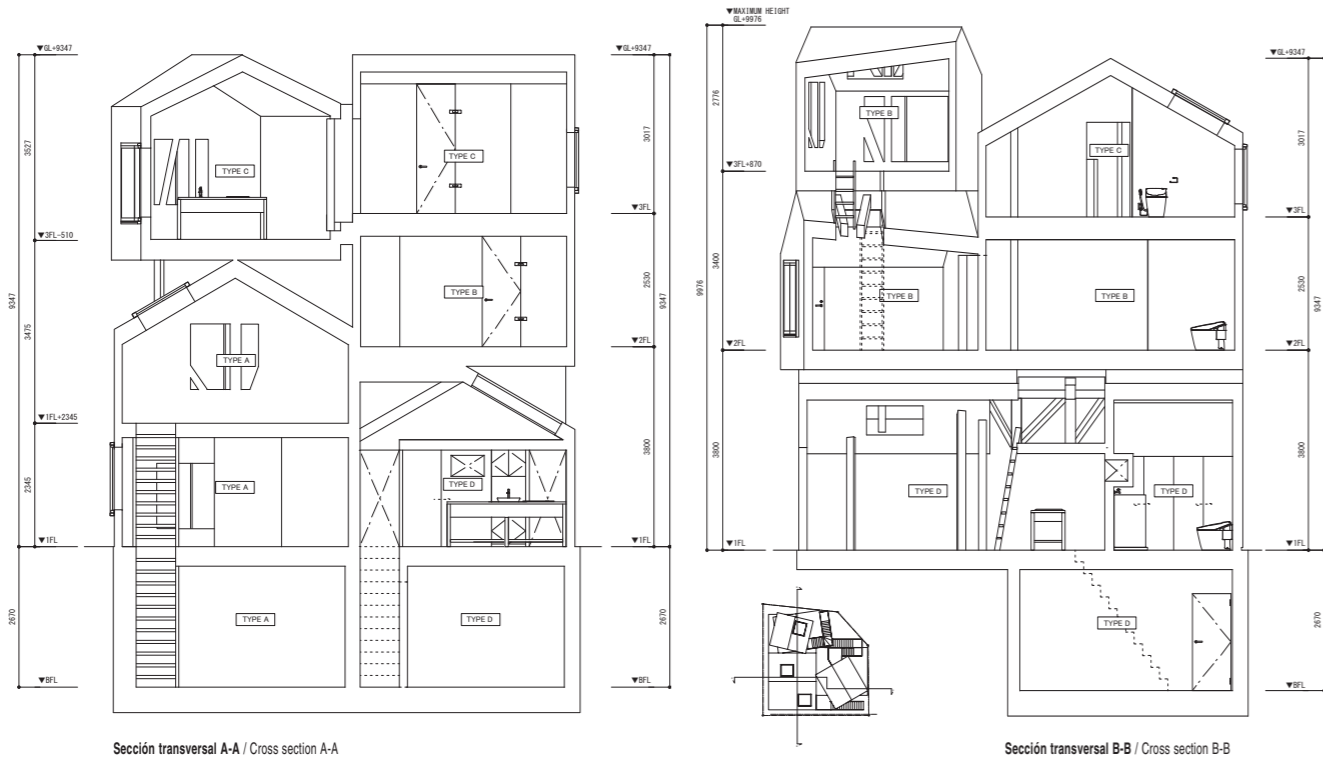 ▼GL+9347
▼GL+9347
3527
3017
TYPE C
TYPE C
▼3FL
▼3FL-510
9347
3475
TYPE B
2530
9347
▼2FL
TYPE A
▼1FL+2345
2345
3800
TYPE A
TYPE D
▼1FL
▼1FL
2670
TYPE A
TYPE D
2670
▼BFL
▼BFL
Sección transversal A-A / Cross section A-A
▼MAXIMUM HEIGHT
GL+9976
▼GL+9347
2776
TYPE B
TYPE C
3017
▼3FL+870
▼3FL
9976
3400
TYPE B
TYPE B
2530
9347
▼2FL
▼2FL
3800
TYPE D
TYPE D
3800
▼1FL
▼1FL
TYPE D
2670
▼BFL
Sección transversal B-B / Cross section B-B